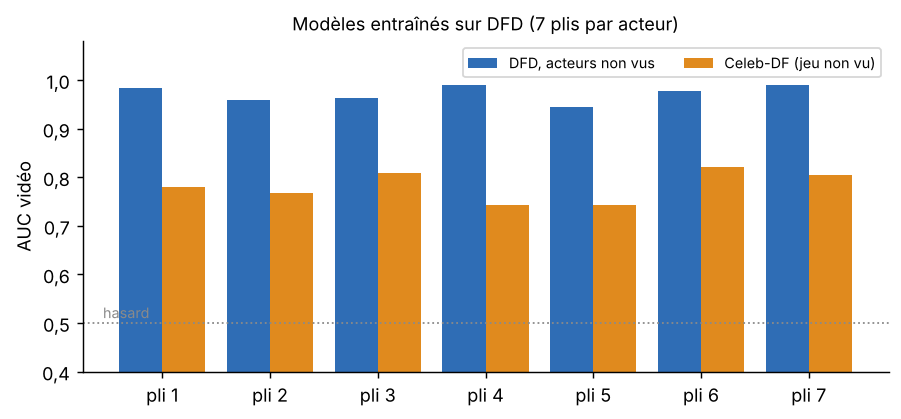 Modèles entraînés sur DFD (7 plis par acteur)
DFD, acteurs non vus
Celeb-DF (jeu non vu)
AUC vidéo
1,0
0,9
0,8
0,7
0,6
0,5
0,4
hasard
pli 1
pli 2
pli 3
pli 4
pli 5
pli 6
pli 7